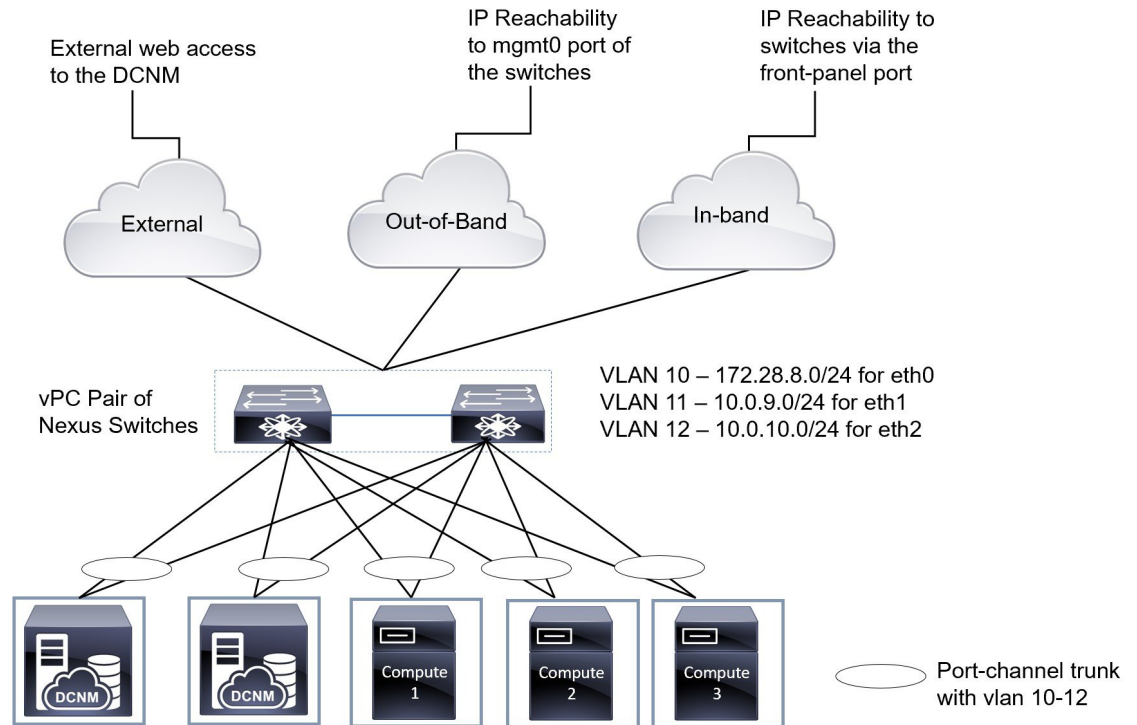 External web access
to the DCNM
IP Reachability
to mgmt0 port of
the switches
IP Reachability to
switches via the
front-panel port
External
Out-of-Band
In-band
vPC Pair of
Nexus Switches
VLAN 10 – 172.28.8.0/24 for eth0
VLAN 11 – 10.0.9.0/24 for eth1
VLAN 12 – 10.0.10.0/24 for eth2
DCNM
DCNM
Compute
1
Compute
2
Compute
3
Port-channel trunk
with vlan 10-12